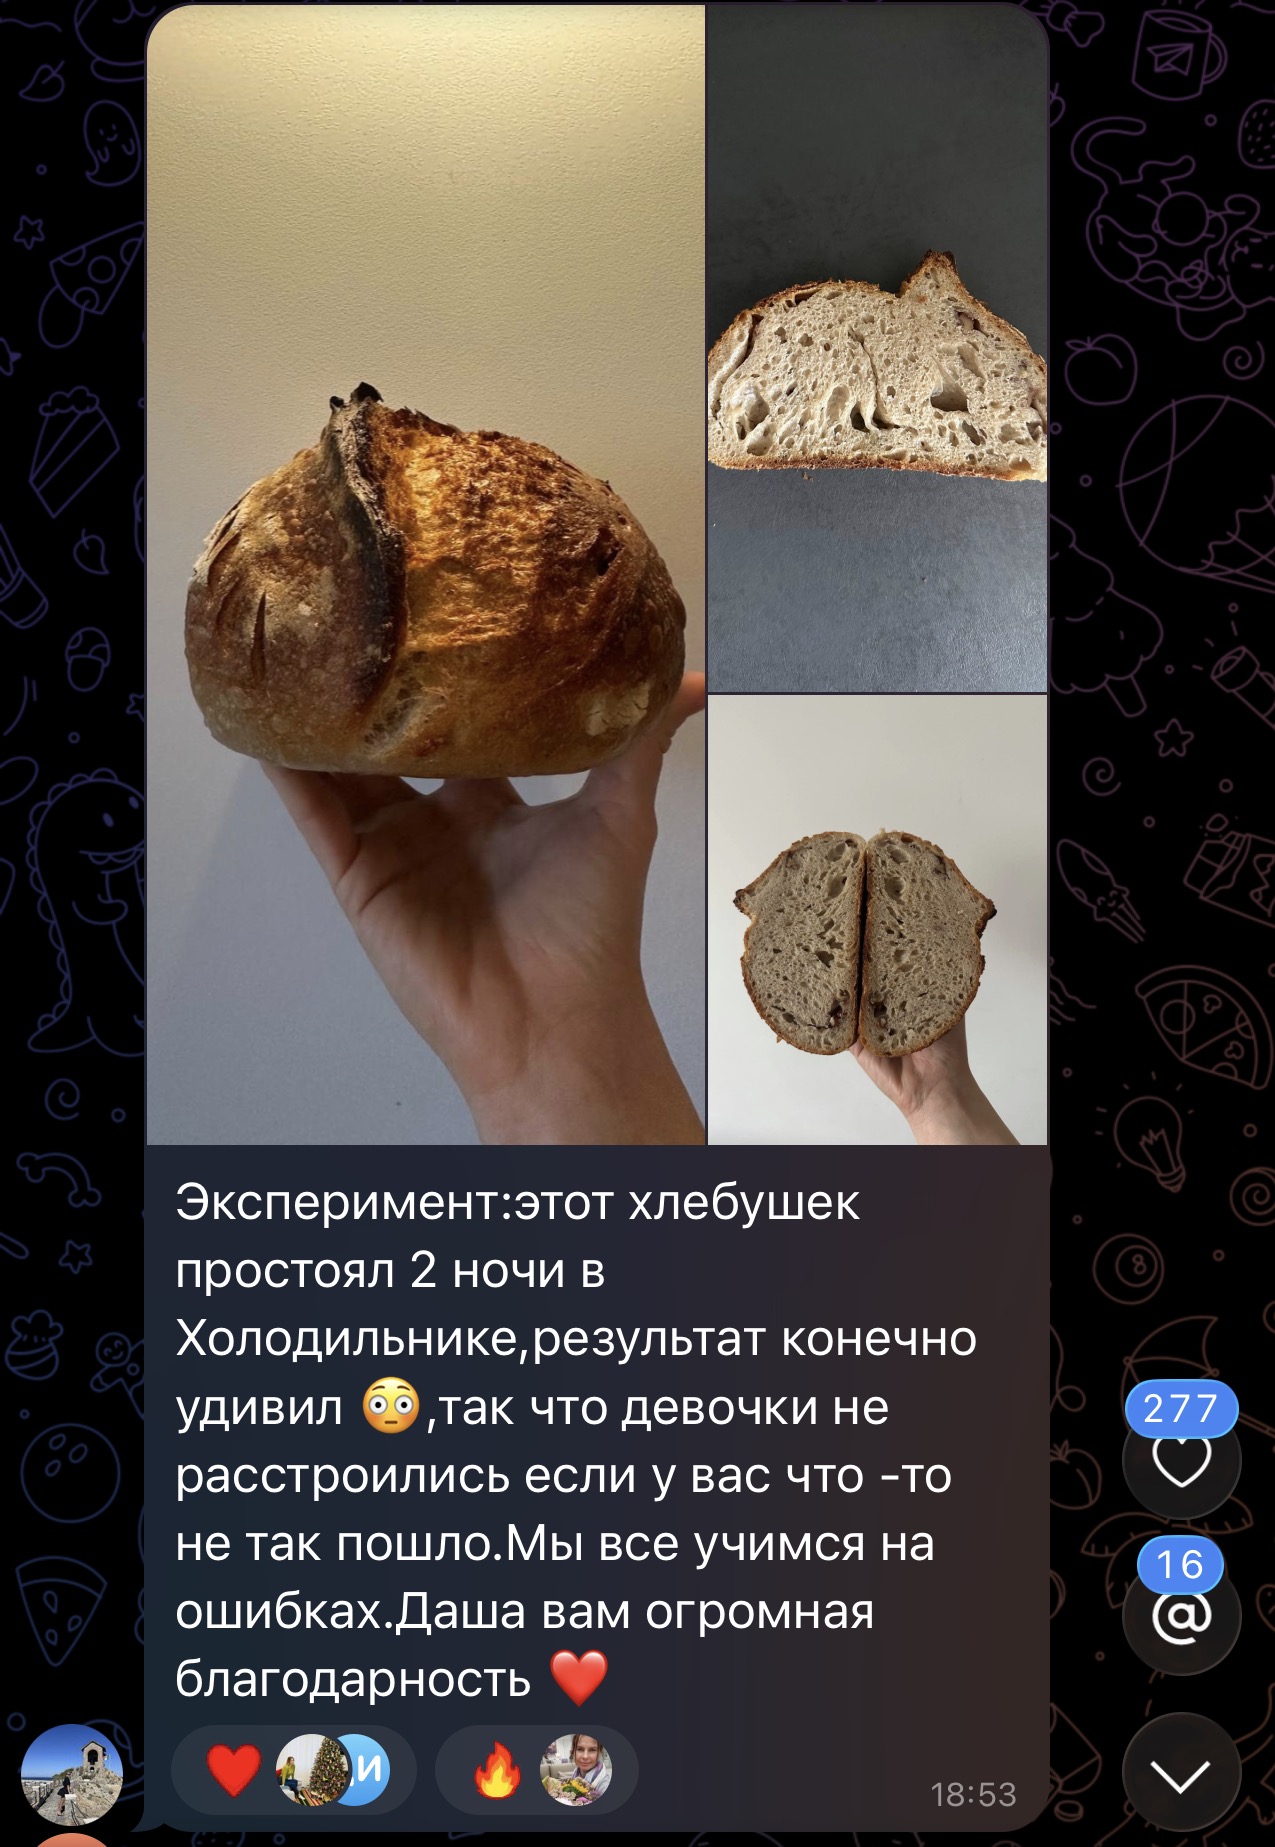 Эксперимент:этот хлебушек
простоял 2 ночи в
Холодильнике,результат конечно
удивил 😳,так что девочки не
расстроились если у вас что -то
не так пошло.Мы все учимся на
ошибках.Даша вам огромная
благодарность ❤️
И
18:53
277
16
@
8